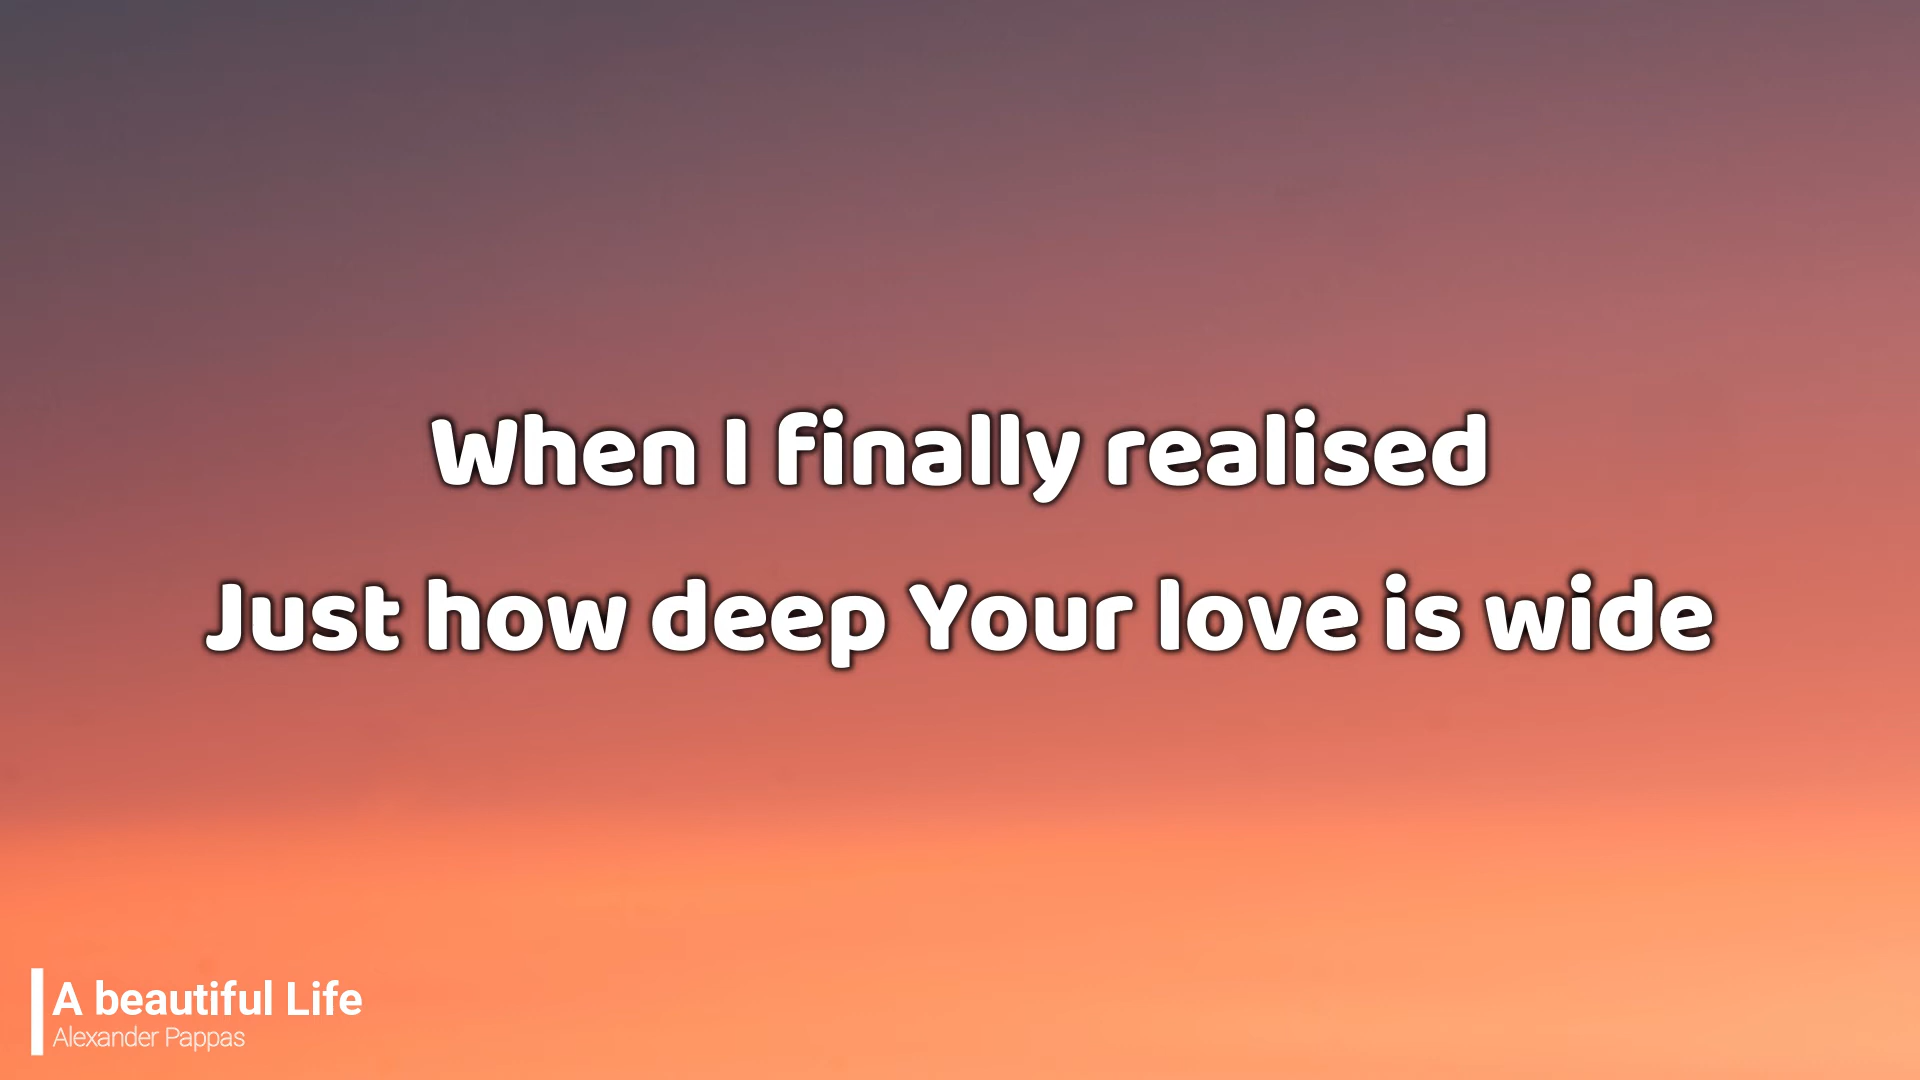 When I finally realised
Just how deep Your love is wide
A beautiful Life
Alexander Pappas